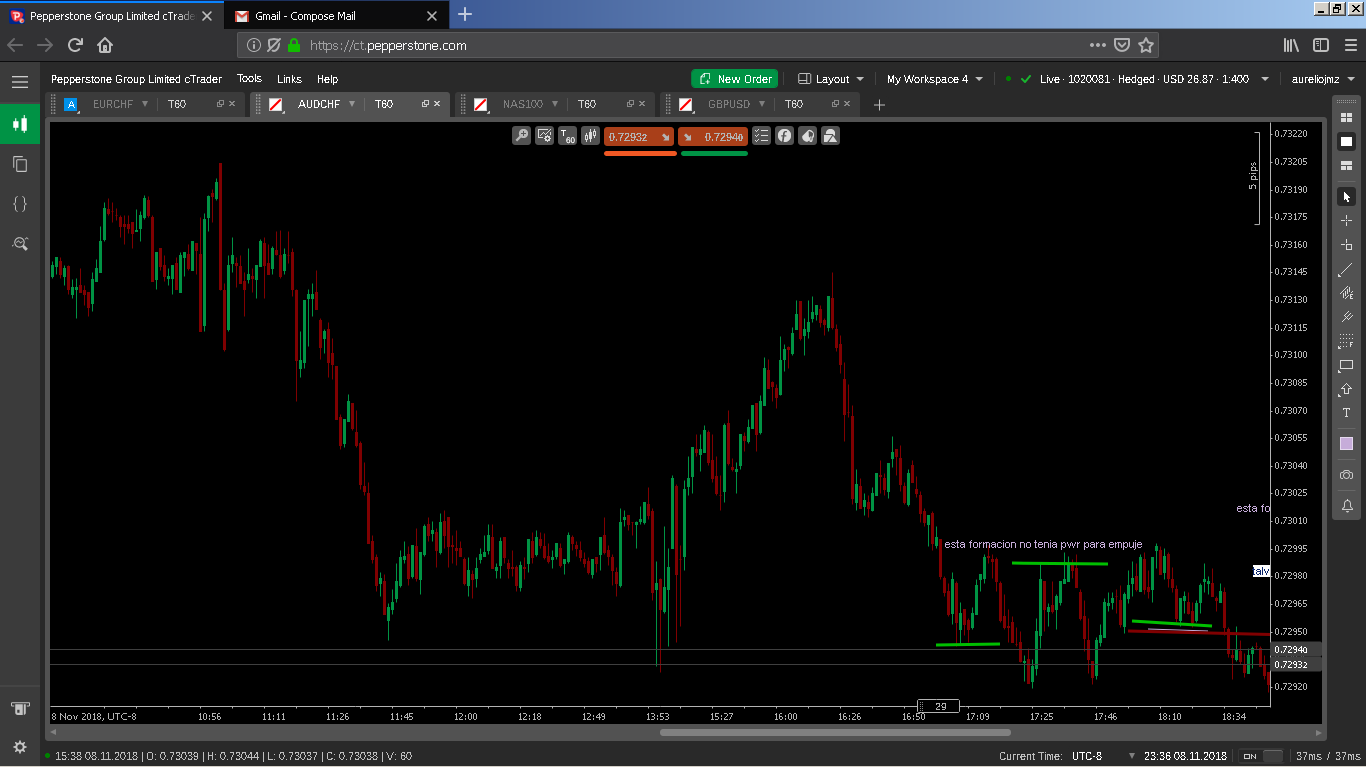 Pepperstone Group Limited cTrade
Gmail - Compose Mail
https://ct.pepperstone.com
Pepperstone Group Limited cTrader Tools Links Help New Order Layout My Workspace 4 Live · 1020081 · Hedged · USD 26.87 · 1:400 aureliojmz
A EURCHF T60 AUDCHF T60 NAS100 T60 GBPUSD T60
T60 0.72932 0.72940
5 pips
0.73220
0.73205
0.73190
0.73175
0.73160
0.73145
0.73130
0.73115
0.73100
0.73085
0.73070
0.73055
0.73040
0.73025
esta fo
0.73010
esta formacion no tenia pwr para empuje
0.72995
talv
0.72980
0.72965
0.72950
0.72940
0.72932
0.72920
29
8 Nov 2018, UTC-8 10:56 11:11 11:26 11:45 12:00 12:18 12:49 13:53 15:27 16:00 16:26 16:50 17:09 17:25 17:46 18:10 18:34
15:38 08.11.2018 | O: 0.73039 | H: 0.73044 | L: 0.73037 | C: 0.73038 | V: 60 Current Time: UTC-8 23:36 08.11.2018 ON 37ms / 37ms